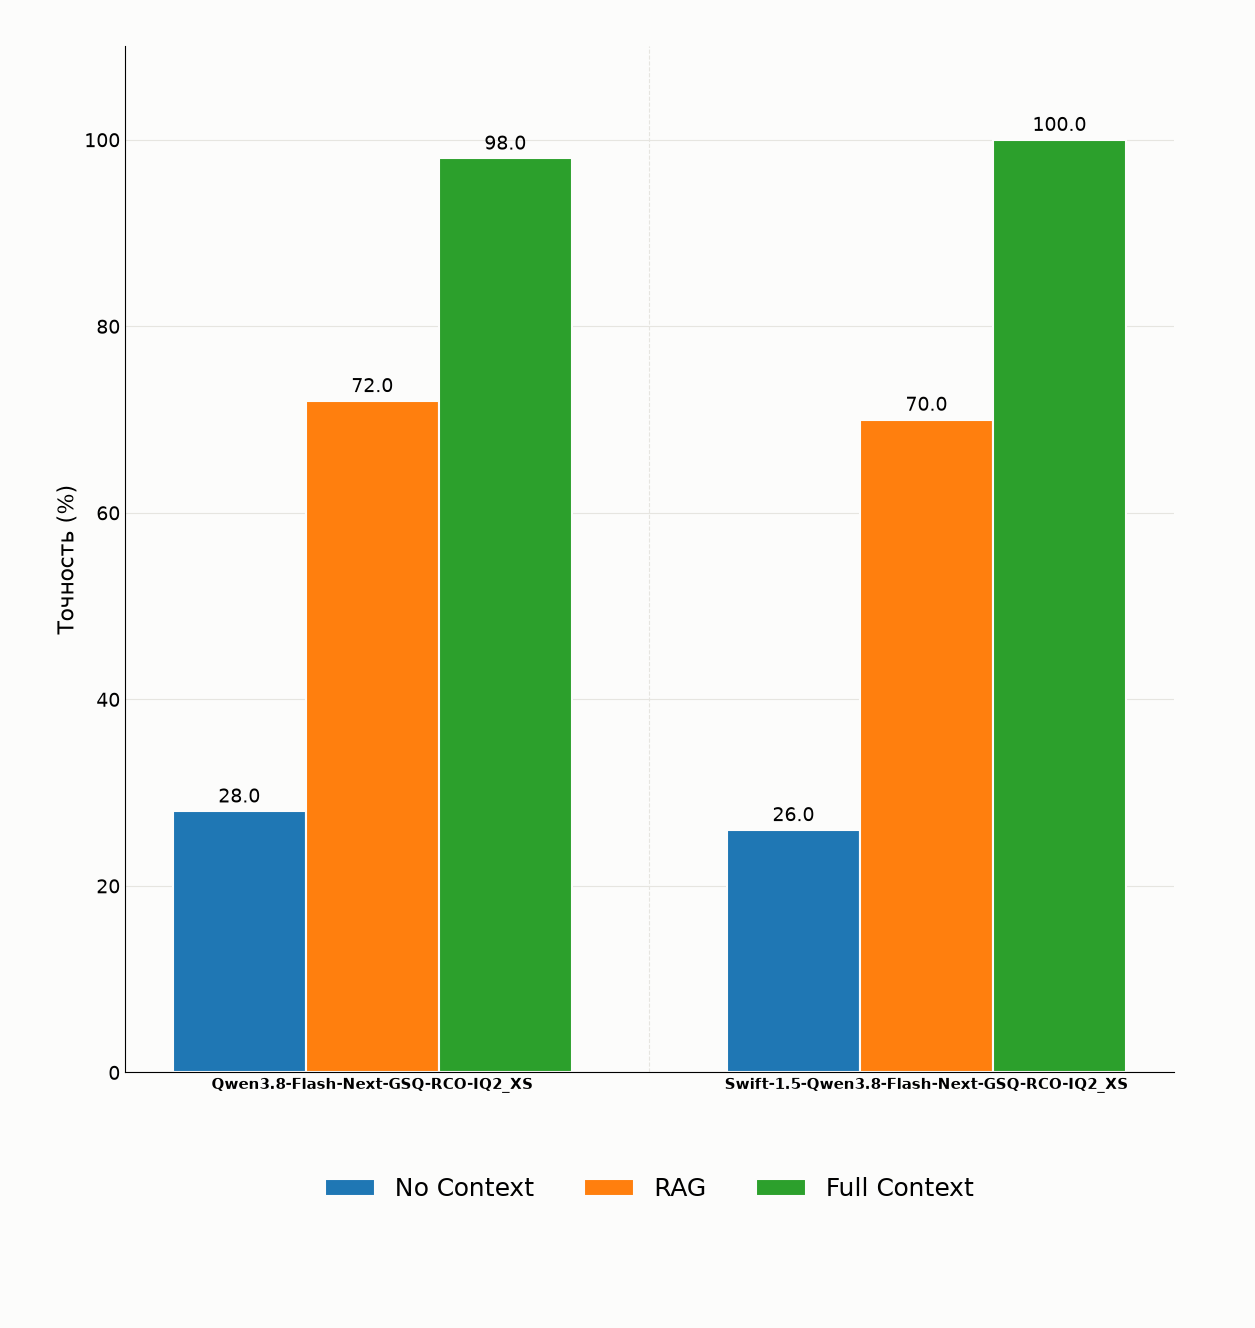 Точность (%)
100
80
60
40
20
0
28.0
72.0
98.0
26.0
70.0
100.0
Qwen3.8-Flash-Next-GSQ-RCO-IQ2_XS
Swift-1.5-Qwen3.8-Flash-Next-GSQ-RCO-IQ2_XS
No Context
RAG
Full Context